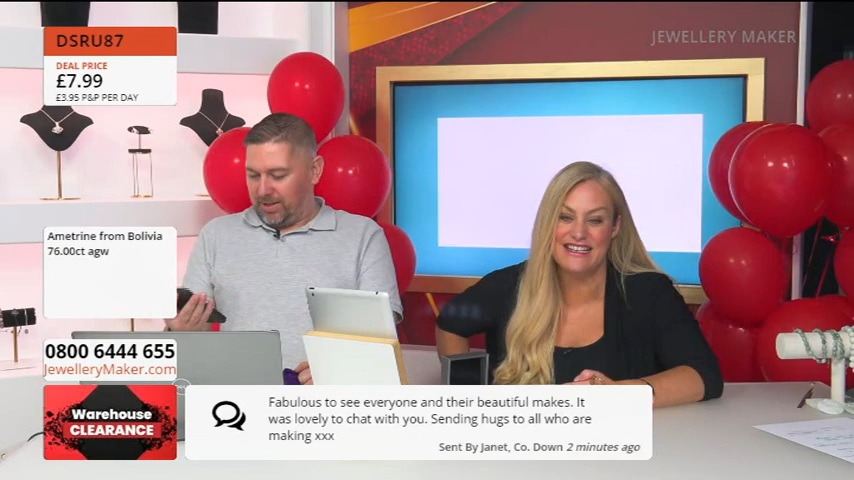 DSRU87
DEAL PRICE
£7.99
£3.95 P&P PER DAY
JEWELLERY MAKER
Ametrine from Bolivia
76.00ct agw
0800 6444 655
JewelleryMaker.com
Warehouse
CLEARANCE
Fabulous to see everyone and their beautiful makes. It
was lovely to chat with you. Sending hugs to all who are
making xxx
Sent By Janet, Co. Down 2 minutes ago